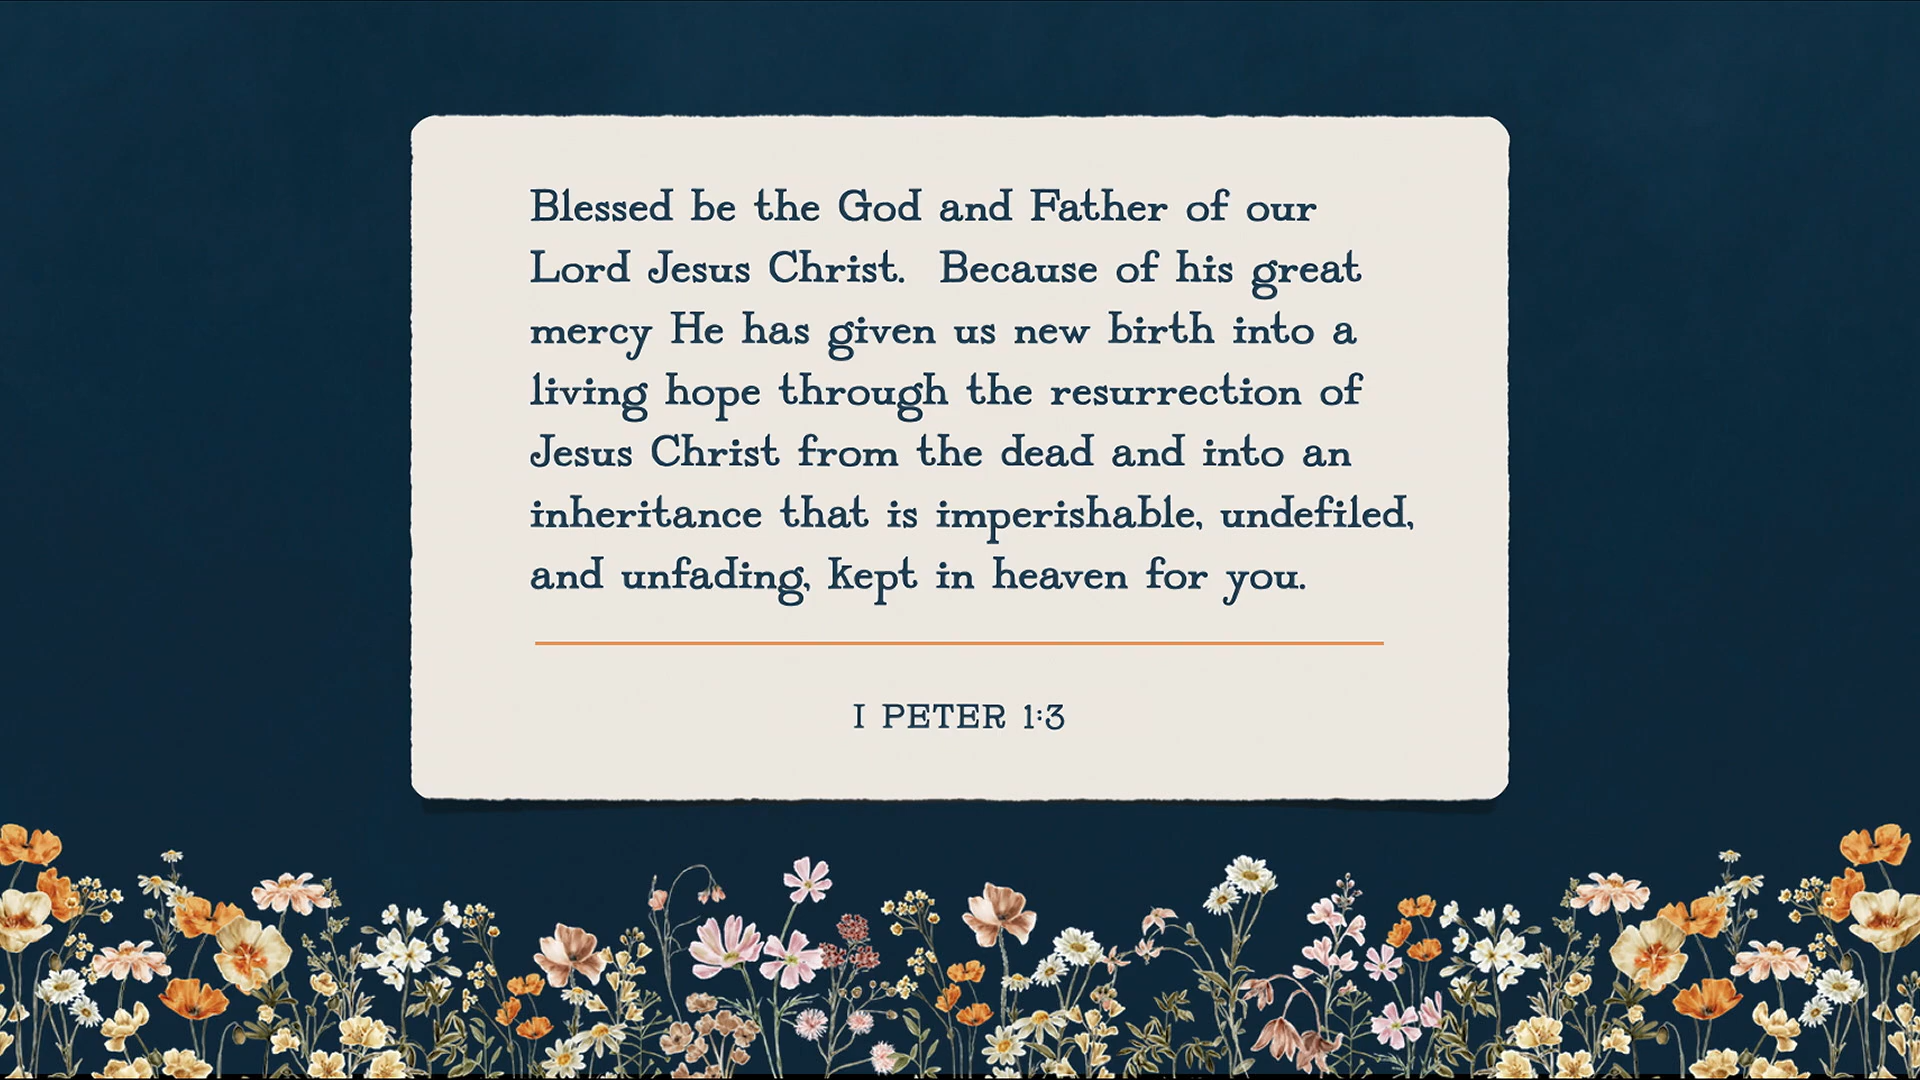 Blessed be the God and Father of our
Lord Jesus Christ.  Because of his great
mercy He has given us new birth into a
living hope through the resurrection of
Jesus Christ from the dead and into an
inheritance that is imperishable, undefiled,
and unfading, kept in heaven for you.
I PETER 1:3